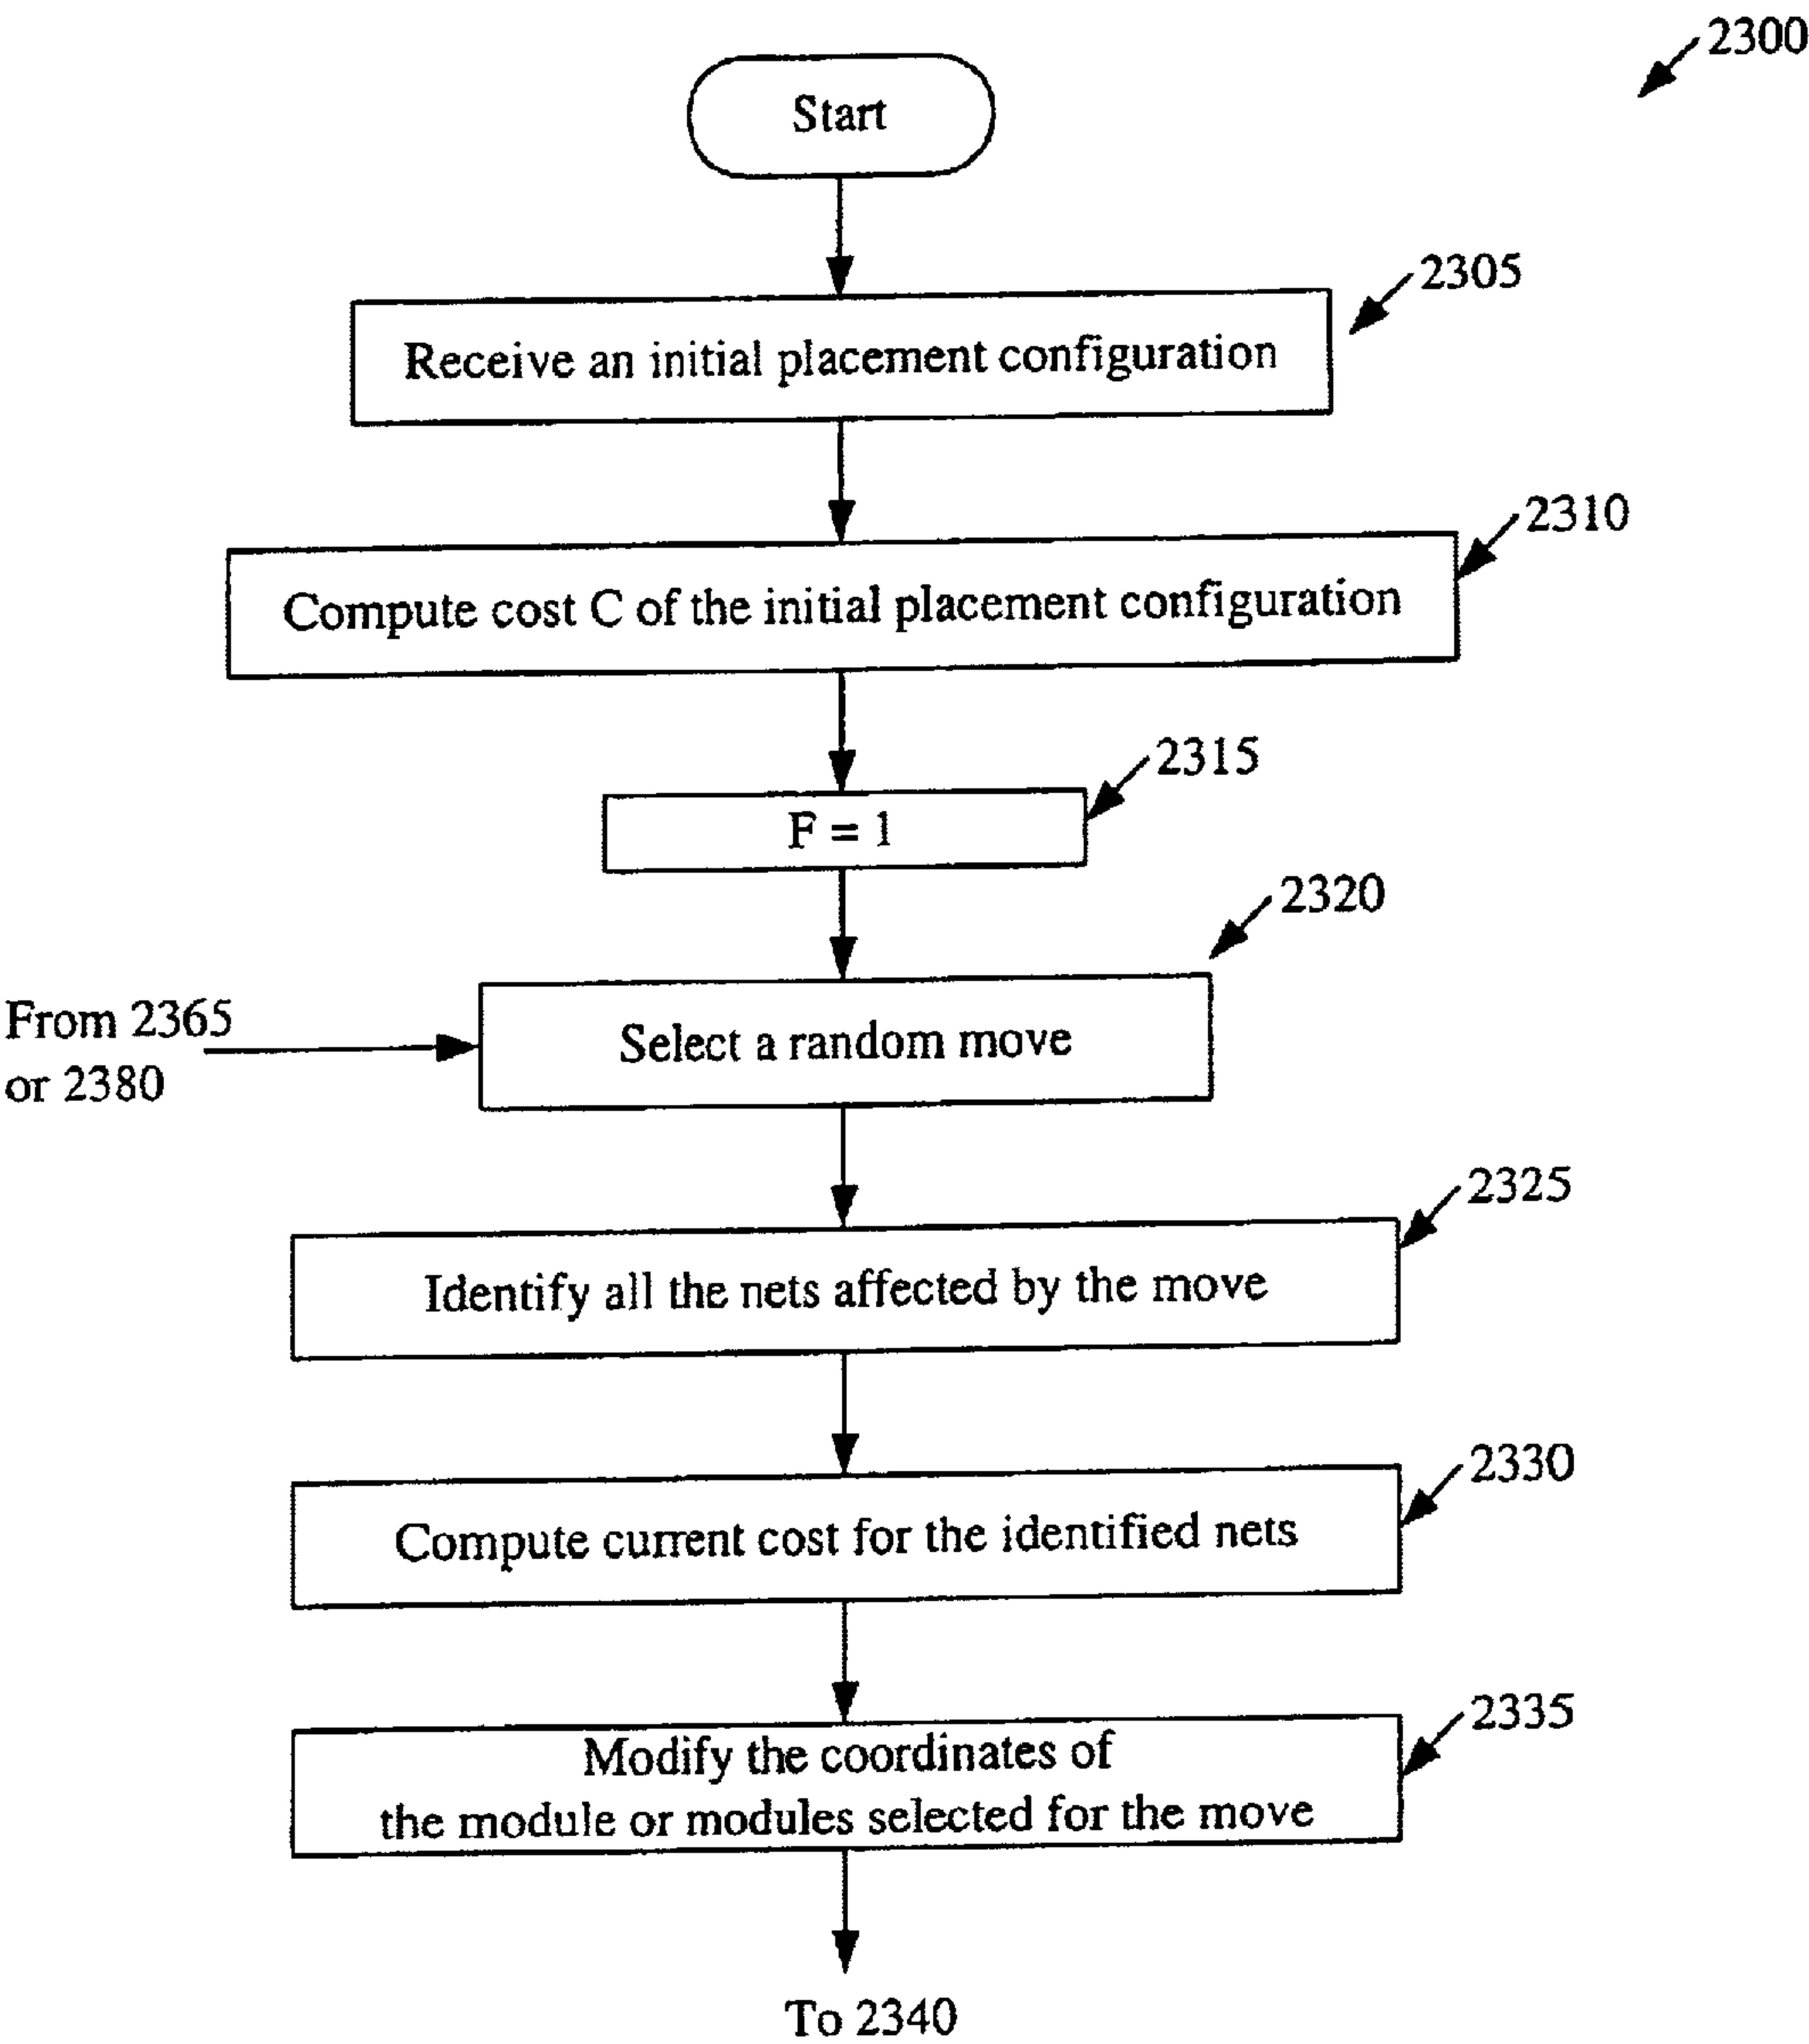 2300
Start
2305
Receive an initial placement configuration
2310
Compute cost C of the initial placement configuration
2315
F = 1
2320
From 2365
or 2380
Select a random move
2325
Identify all the nets affected by the move
2330
Compute current cost for the identified nets
2335
Modify the coordinates of
the module or modules selected for the move
To 2340